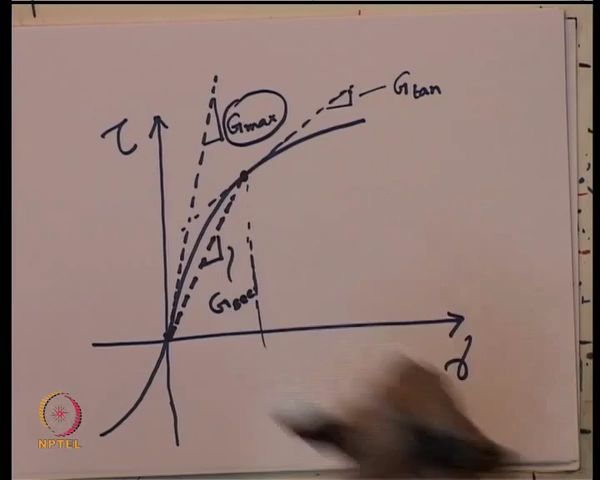 τ
Gmax
Gtan
Gsec
γ
NPTEL